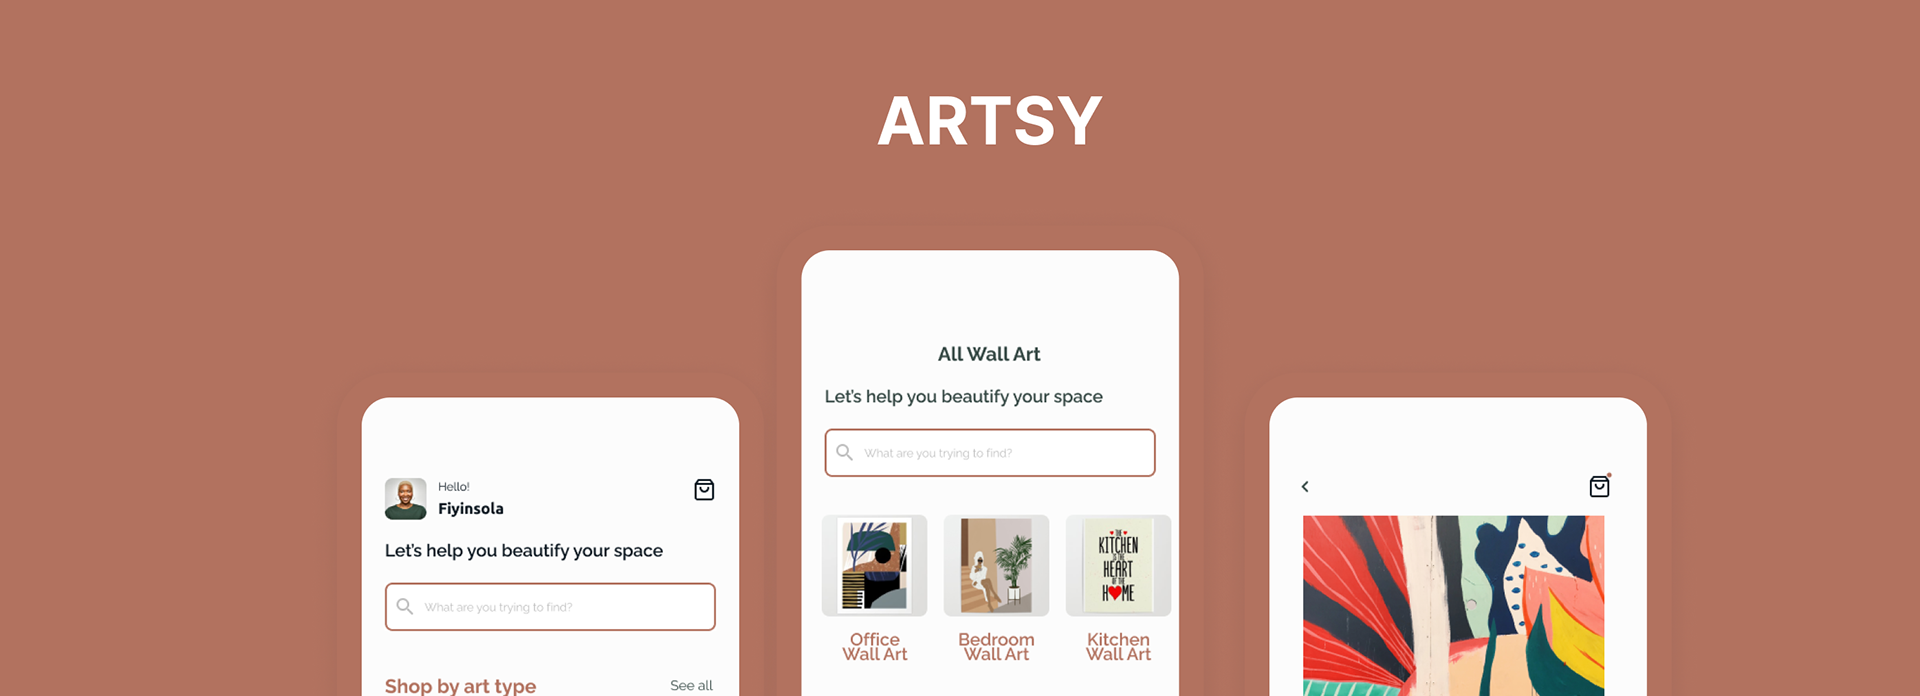 ARTSY
Hello!
Fiyinsola
Let's help you beautify your space
What are you trying to find?
Shop by art type
See all
All Wall Art
Let's help you beautify your space
What are you trying to find?
THE
KITCHEN
IS THE
HEART
OF THE
H♥ME
Office
Wall Art
Bedroom
Wall Art
Kitchen
Wall Art